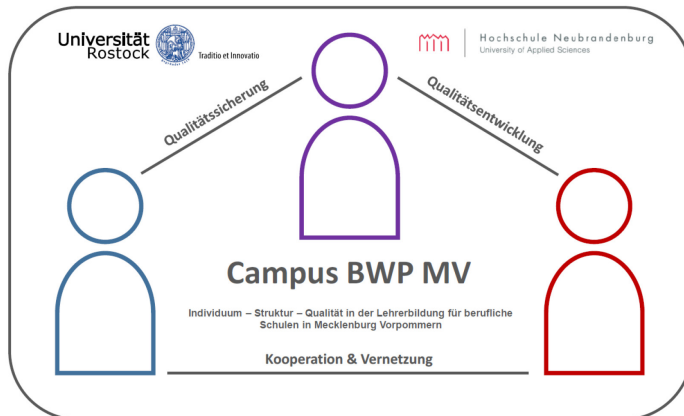 Universität
Rostock
Traditio et Innovatio
Hochschule Neubrandenburg
University of Applied Sciences
Qualitätssicherung
Qualitätsentwicklung
Campus BWP MV
Individuum – Struktur – Qualität in der Lehrerbildung für berufliche
Schulen in Mecklenburg Vorpommern
Kooperation & Vernetzung